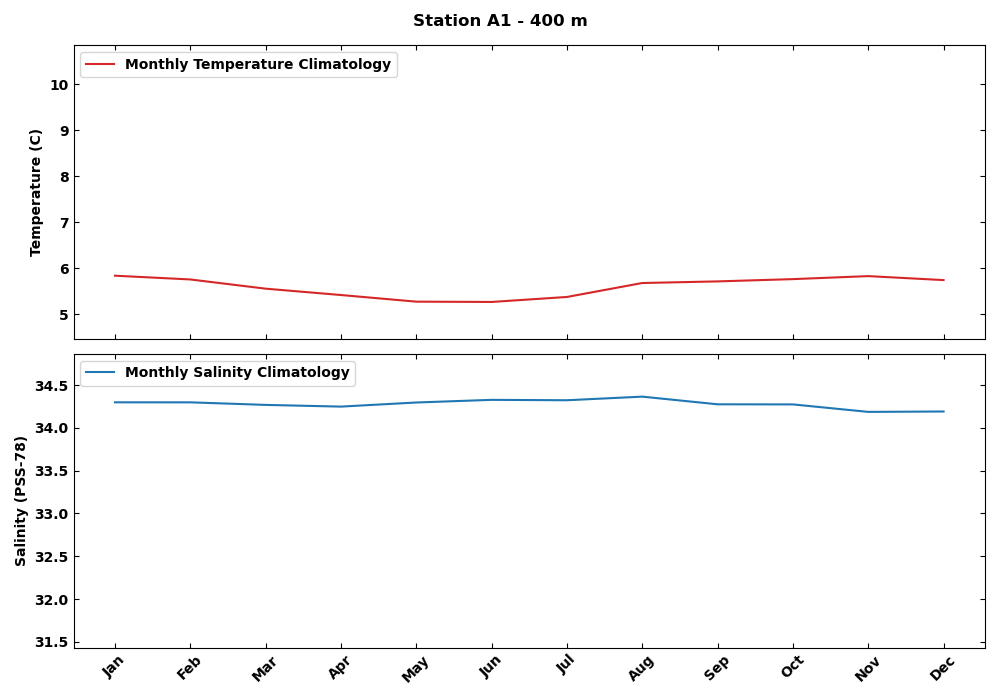 Station A1 - 400 m
Monthly Temperature Climatology
10
9
8
7
6
5
Temperature (C)
Monthly Salinity Climatology
34.5
34.0
33.5
33.0
32.5
32.0
31.5
Salinity (PSS-78)
Jan Feb Mar Apr May Jun Jul Aug Sep Oct Nov Dec